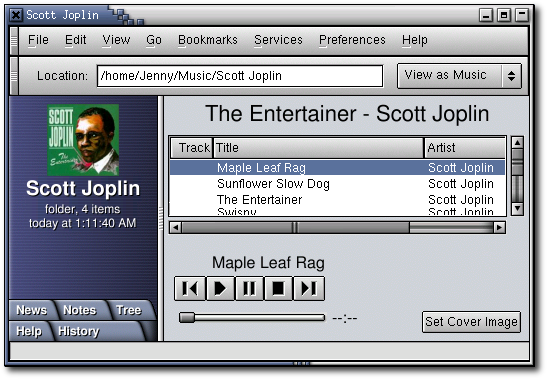 Scott Joplin
File Edit View Go Bookmarks Services Preferences Help
Location: /home/Jenny/Music/Scott Joplin View as Music
SCOTT
JOPLIN
The
Entertainer
Scott Joplin
folder, 4 items
today at 1:11:40 AM
The Entertainer - Scott Joplin
Track Title Artist
Maple Leaf Rag Scott Joplin
Sunflower Slow Dog Scott Joplin
The Entertainer Scott Joplin
Swipsy Scott Joplin
Maple Leaf Rag
--:--
Set Cover Image
News Notes Tree
Help History